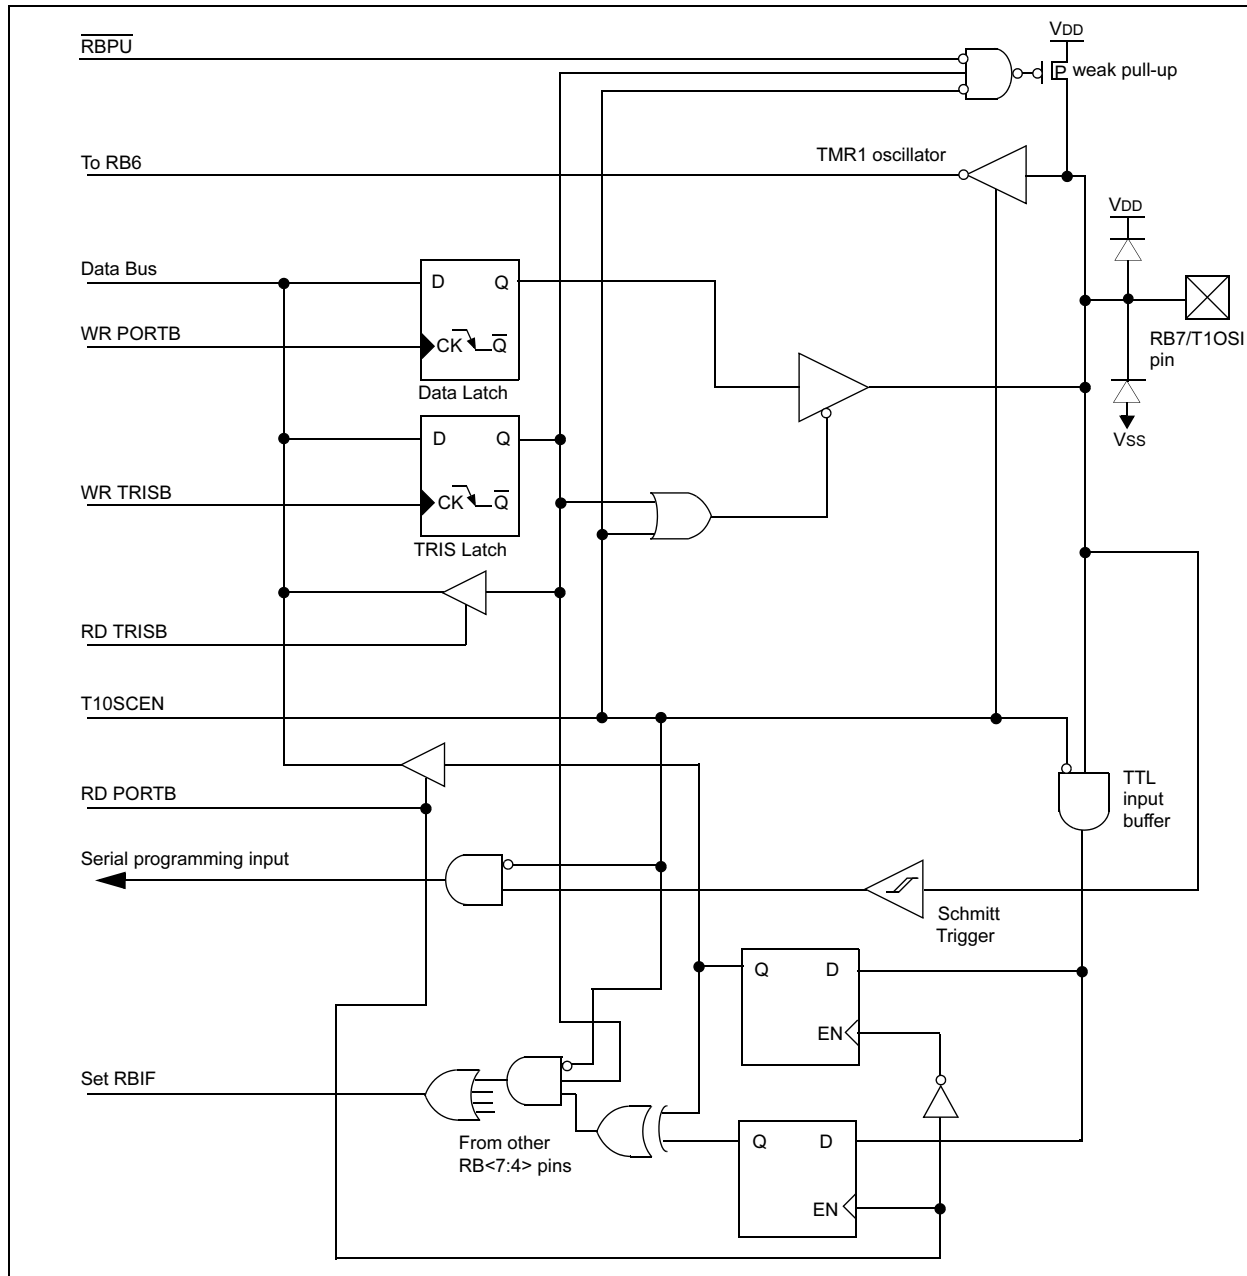 RBPU
VDD
P
weak pull-up
To RB6
TMR1 oscillator
VDD
Data Bus
D
Q
WR PORTB
CK
Q
RB7/T1OSI
pin
Data Latch
D
Q
VSS
WR TRISB
CK
Q
TRIS Latch
RD TRISB
T10SCEN
RD PORTB
TTL
input
buffer
Serial programming input
Schmitt
Trigger
Q
D
EN
Set RBIF
From other
RB<7:4> pins
Q
D
EN